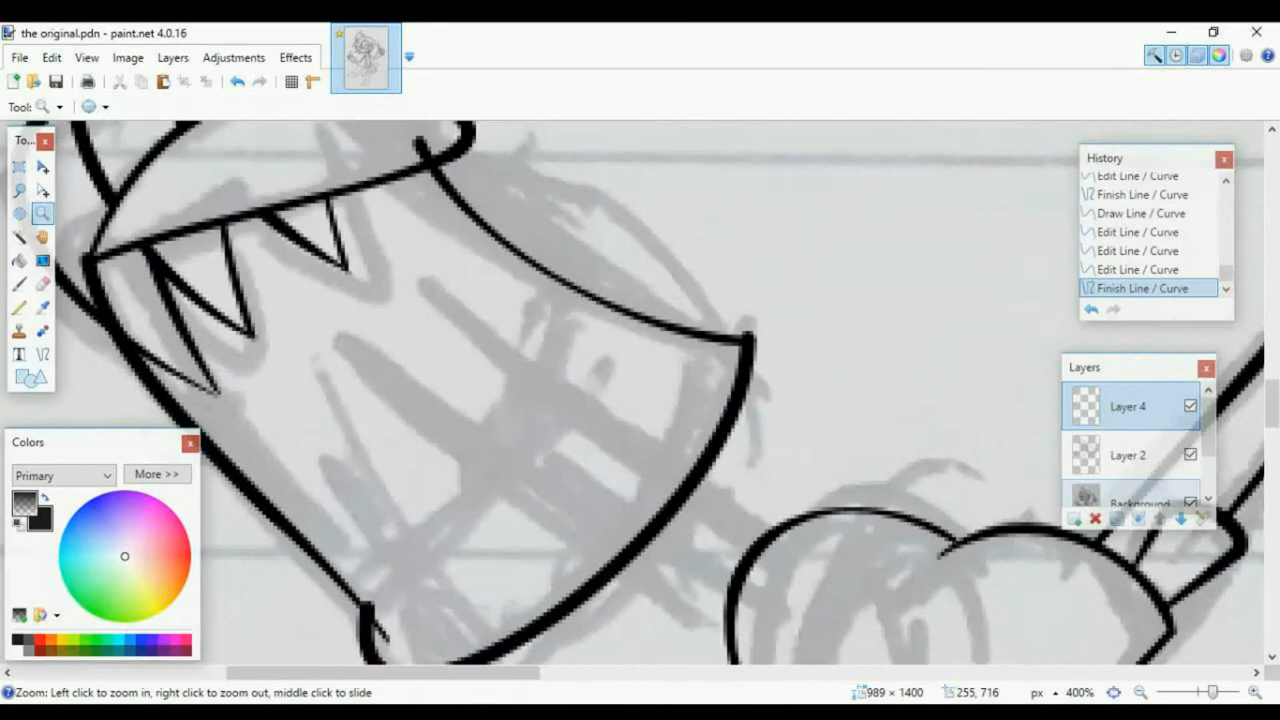 the original.pdn - paint.net 4.0.16
File Edit View Image Layers Adjustments Effects
Tool:
To...
History
Edit Line / Curve
Finish Line / Curve
Draw Line / Curve
Edit Line / Curve
Edit Line / Curve
Edit Line / Curve
Finish Line / Curve
Layers
Layer 4
Layer 2
Background
Colors
Primary
More >>
Zoom: Left click to zoom in, right click to zoom out, middle click to slide
989 × 1400
255, 716
px
400%